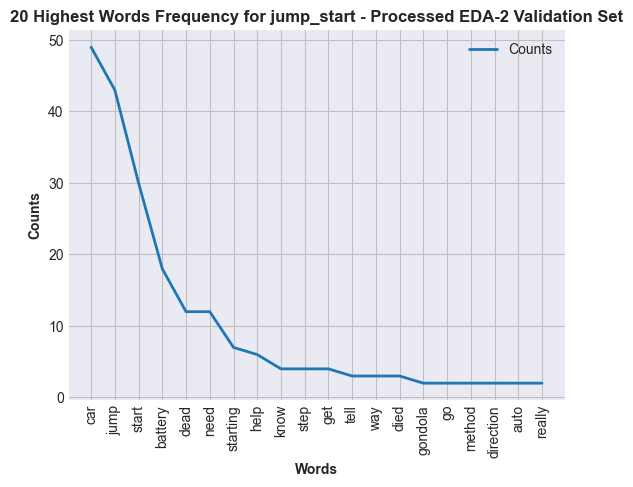 20 Highest Words Frequency for jump_start - Processed EDA-2 Validation Set
Counts
50
40
30
20
10
0
Counts
car
jump
start
battery
dead
need
starting
help
know
step
get
tell
way
died
gondola
go
method
direction
auto
really
Words